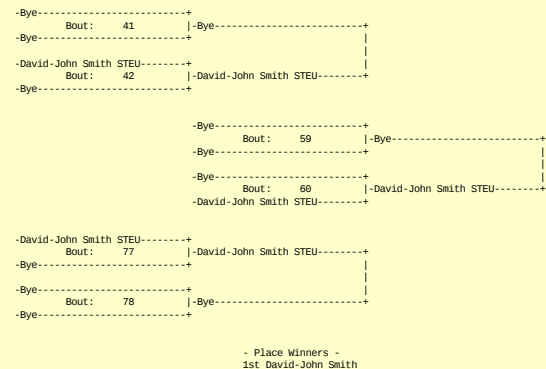 -Bye--------------------------+
Bout: 41 |-Bye-------------------------+
-Bye--------------------------+ |
|
-David-John Smith STEU--------+ |
Bout: 42 |-David-John Smith STEU--------+
-Bye--------------------------+
-Bye-------------------------+
Bout: 59 |-Bye-------------------------+
-Bye-------------------------+ |
|
-Bye-------------------------+ |
Bout: 60 |-David-John Smith STEU--------+
-David-John Smith STEU--------+
-David-John Smith STEU--------+
Bout: 77 |-David-John Smith STEU--------+
-Bye--------------------------+ |
|
-Bye--------------------------+ |
Bout: 78 |-Bye-------------------------+
-Bye--------------------------+
- Place Winners -
1st David-John Smith